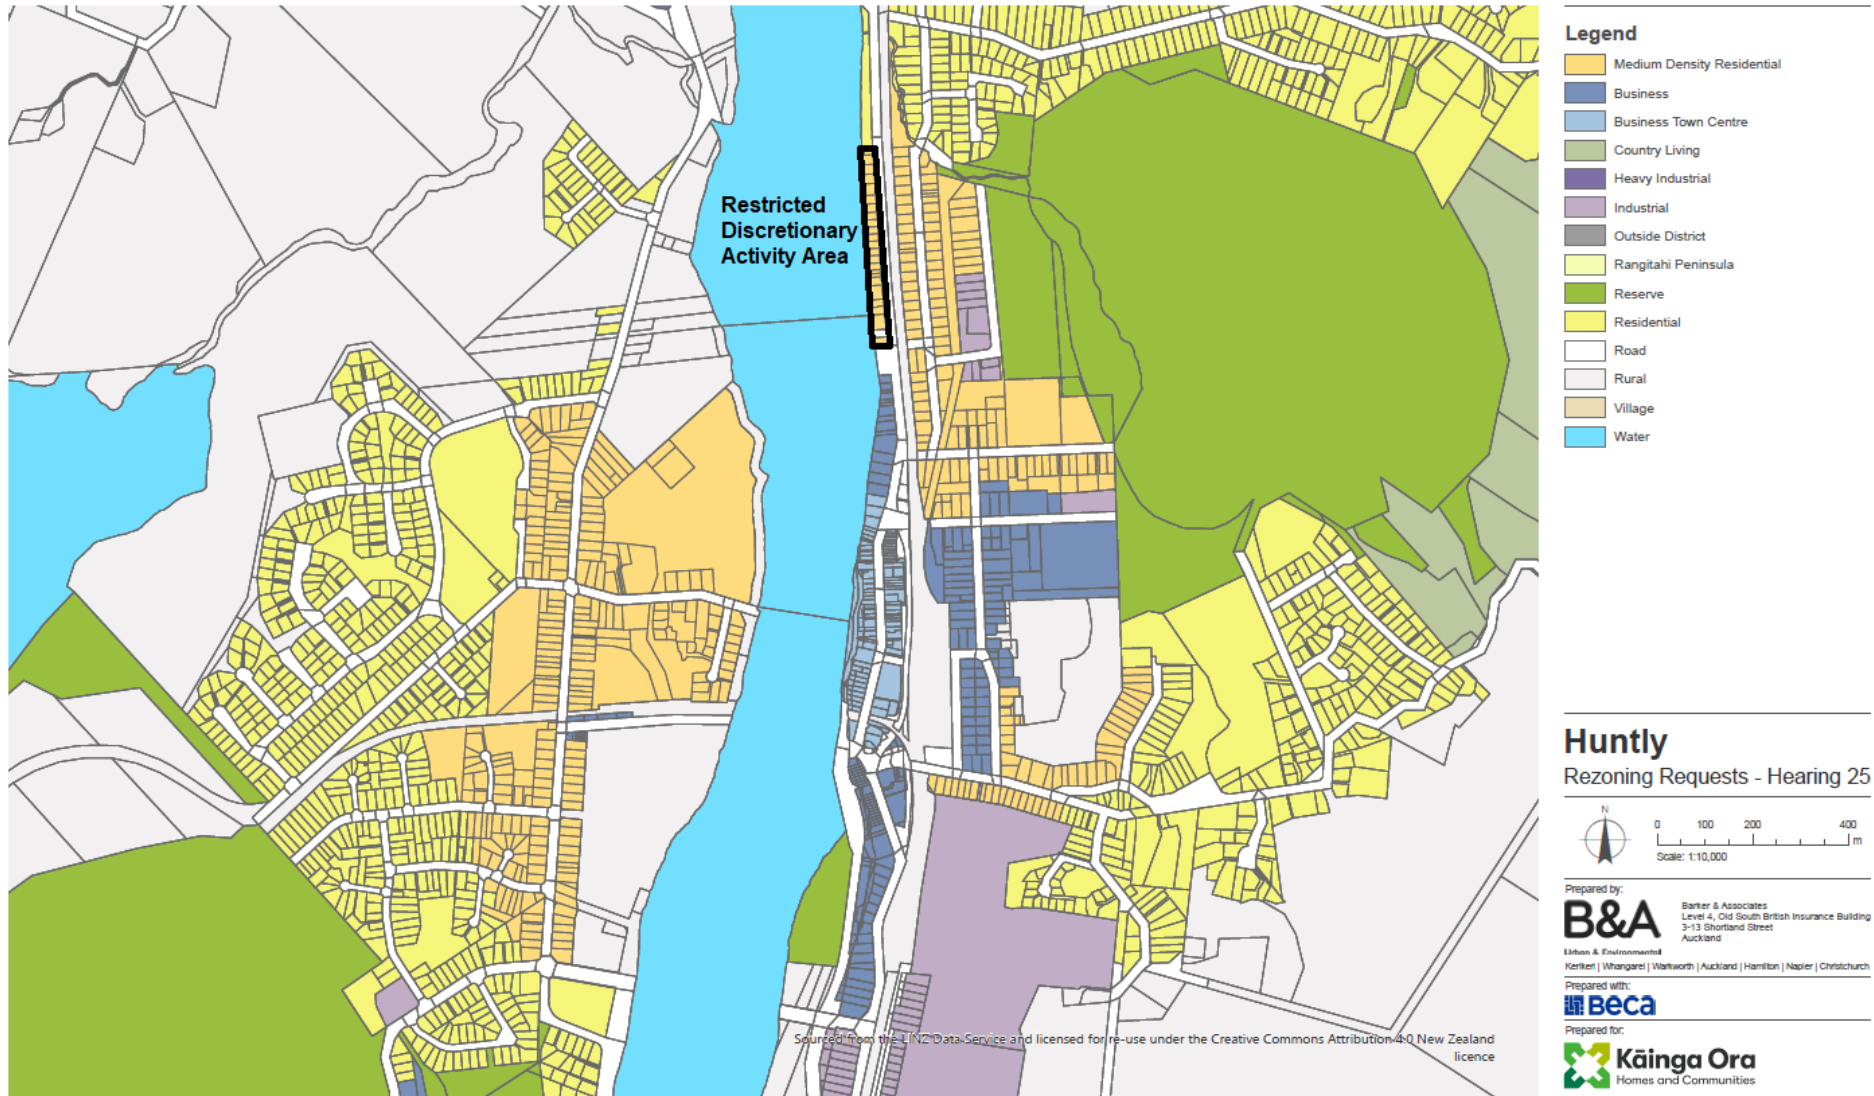 Restricted
Discretionary
Activity Area
Sourced from the LINZ Data Service and licensed for re-use under the Creative Commons Attribution 4.0 New Zealand
licence
Legend
Medium Density Residential
Business
Business Town Centre
Country Living
Heavy Industrial
Industrial
Outside District
Rangitahi Peninsula
Reserve
Residential
Road
Rural
Village
Water
Huntly
Rezoning Requests - Hearing 25
N
0 100 200 400
m
Scale: 1:10,000
Prepared by:
B&A
Urban & Environmental
Barker & Associates
Level 4, Old South British Insurance Building
3-13 Shortland Street
Auckland
Kerikeri | Whangarei | Warkworth | Auckland | Hamilton | Napier | Christchurch
Prepared with:
Beca
Prepared for:
Kāinga Ora
Homes and Communities